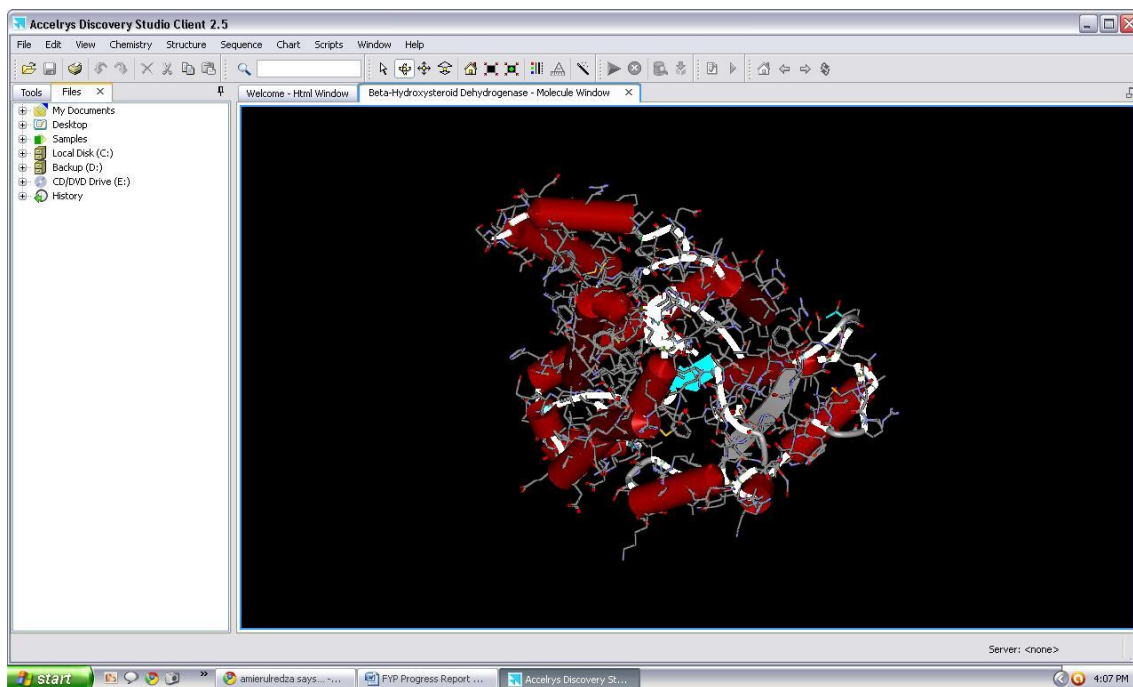 Accelrys Discovery Studio Client 2.5
File Edit View Chemistry Structure Sequence Chart Scripts Window Help
Tools Files X
Welcome - Html Window Beta-Hydroxysteroid Dehydrogenase - Molecule Window X
My Documents
Desktop
Samples
Local Disk (C:)
Backup (D:)
CD/DVD Drive (E:)
History
Server: <none>
start » amierulredza says... -... FYP Progress Report ... Accelrys Discovery St... 4:07 PM